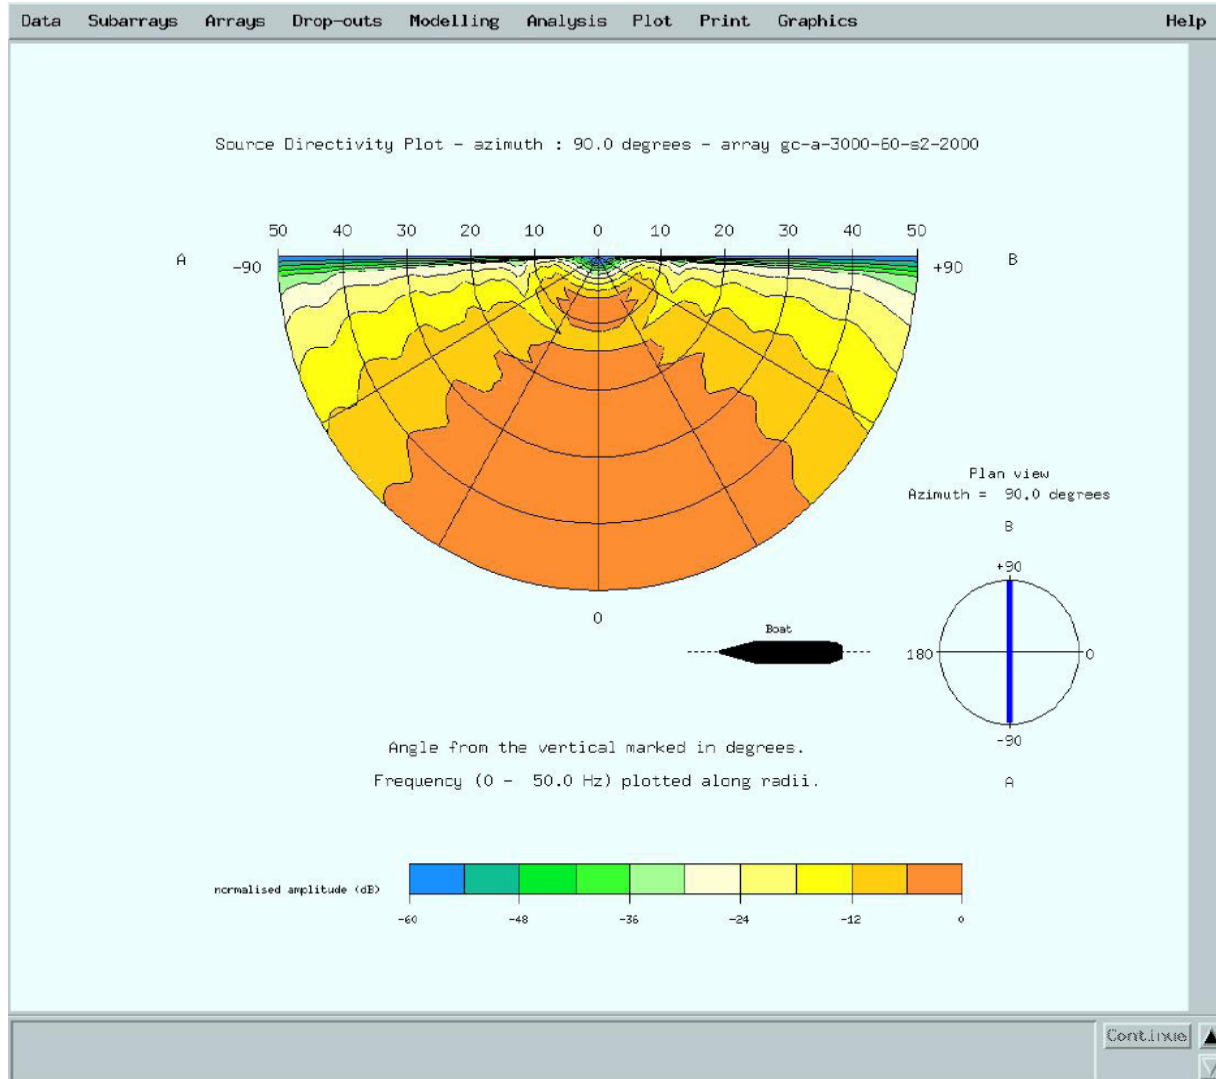 Data Subarrays Arrays Drop-outs Modelling Analysis Plot Print Graphics Help
Source Directivity Plot - azimuth : 90.0 degrees - array gc-a-3000-60-s2-2000
50 40 30 20 10 0 10 20 30 40 50
A -90 +90 B
0
Plan view
Azimuth = 90.0 degrees
B
+90
Boat
180 0
-90
A
Angle from the vertical marked in degrees.
Frequency (0 - 50.0 Hz) plotted along radii.
normalised amplitude (dB)
-60 -48 -36 -24 -12 0
Continue